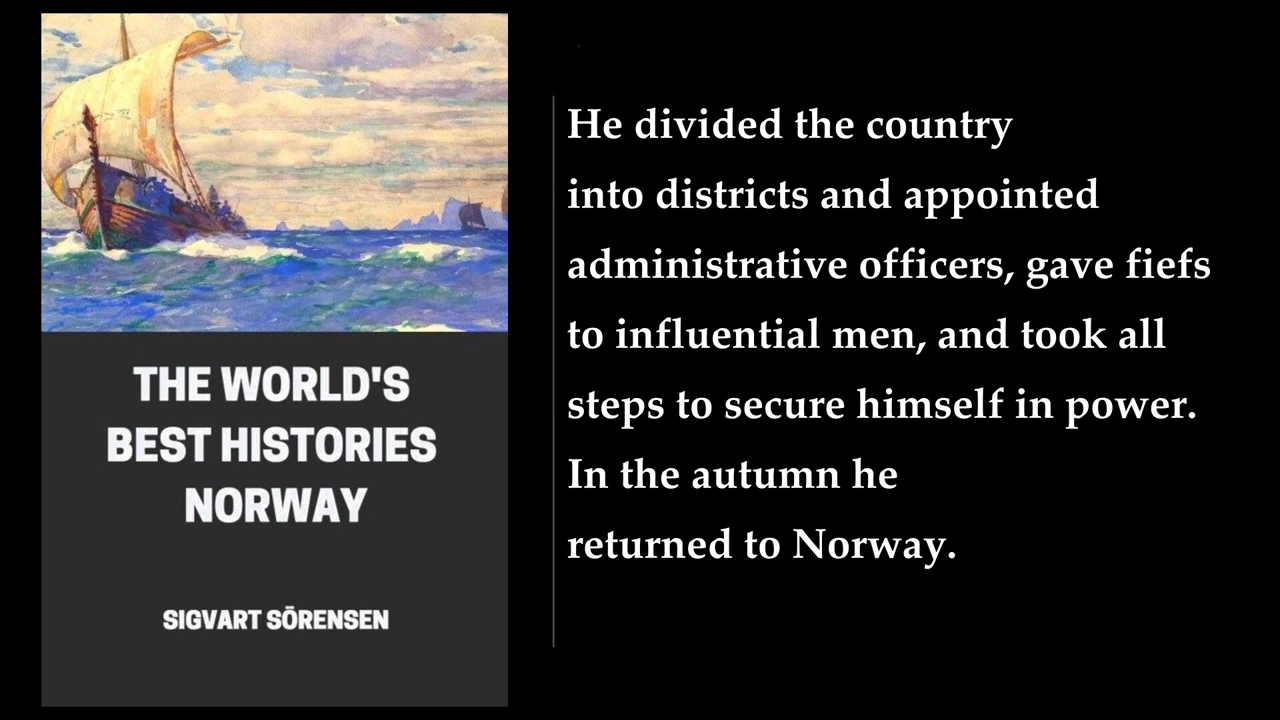 THE WORLD'S
BEST HISTORIES
NORWAY
SIGVART SÖRENSEN
He divided the country
into districts and appointed
administrative officers, gave fiefs
to influential men, and took all
steps to secure himself in power.
In the autumn he
returned to Norway.